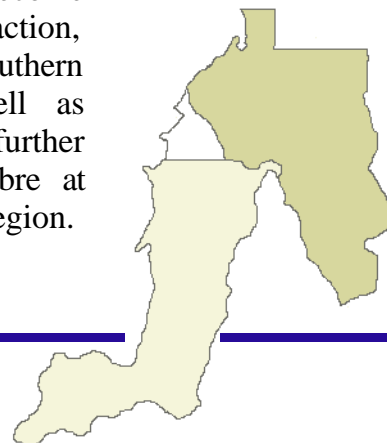 action,
uthern
ell as
further
bre at
egion.